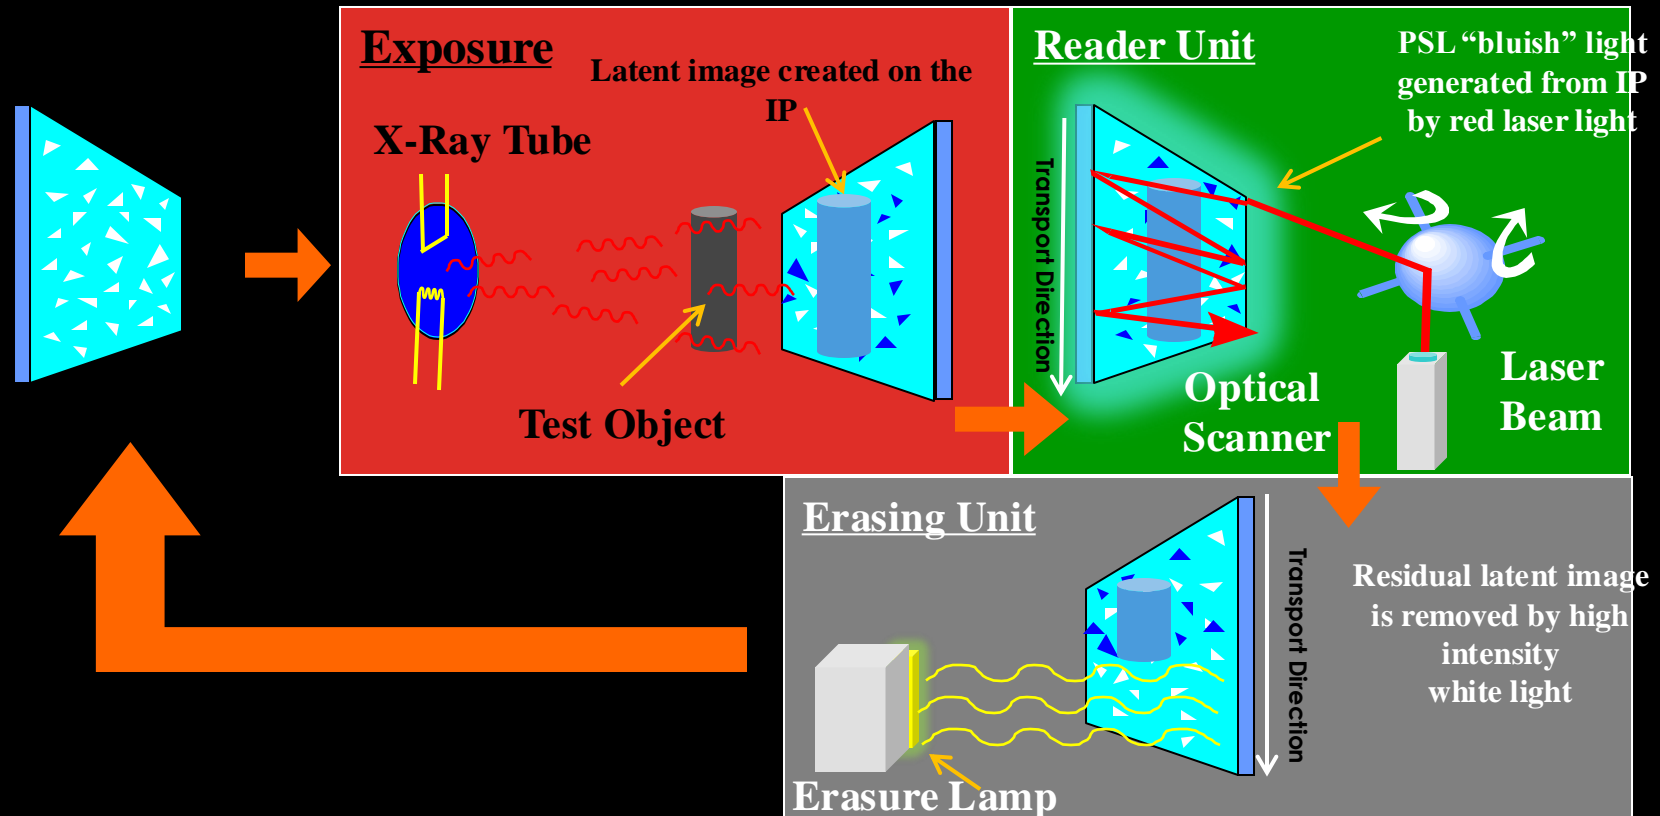 Exposure
Latent image created on the
IP
X-Ray Tube
Test Object
Reader Unit
PSL “bluish” light
generated from IP
by red laser light
Transport Direction
Optical
Scanner
Laser
Beam
Erasing Unit
Transport Direction
Residual latent image
is removed by high
intensity
white light
Erasure Lamp